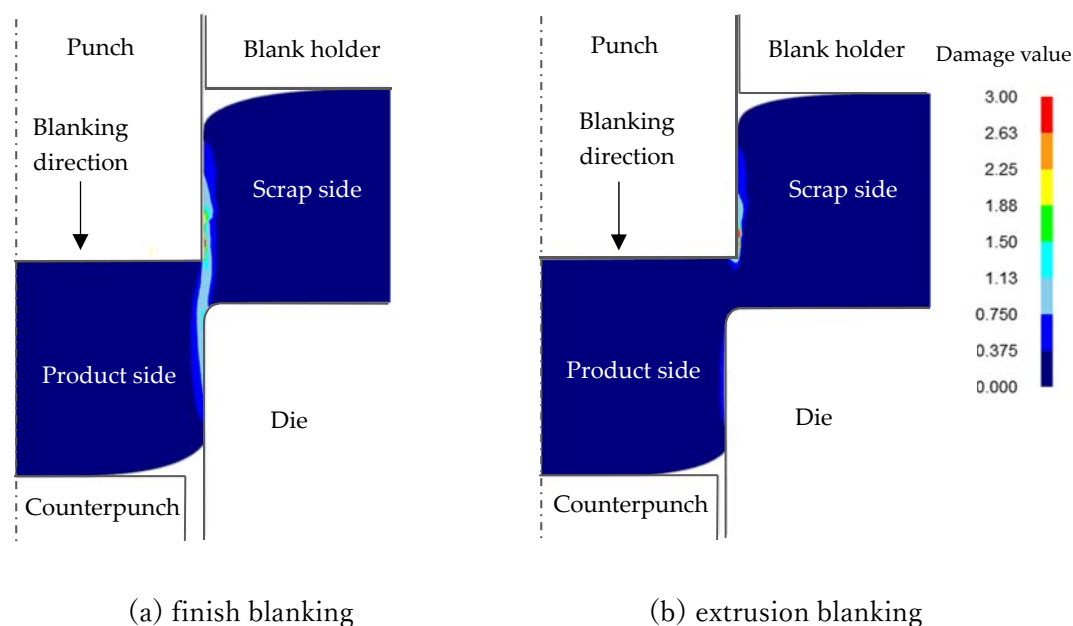 Punch
Blank holder
Blanking
direction
Scrap side
Product side
Die
Counterpunch
(a) finish blanking
Punch
Blank holder
Blanking
direction
Scrap side
Product side
Die
Counterpunch
(b) extrusion blanking
Damage value
3.00
2.63
2.25
1.88
1.50
1.13
0.750
0.375
0.000